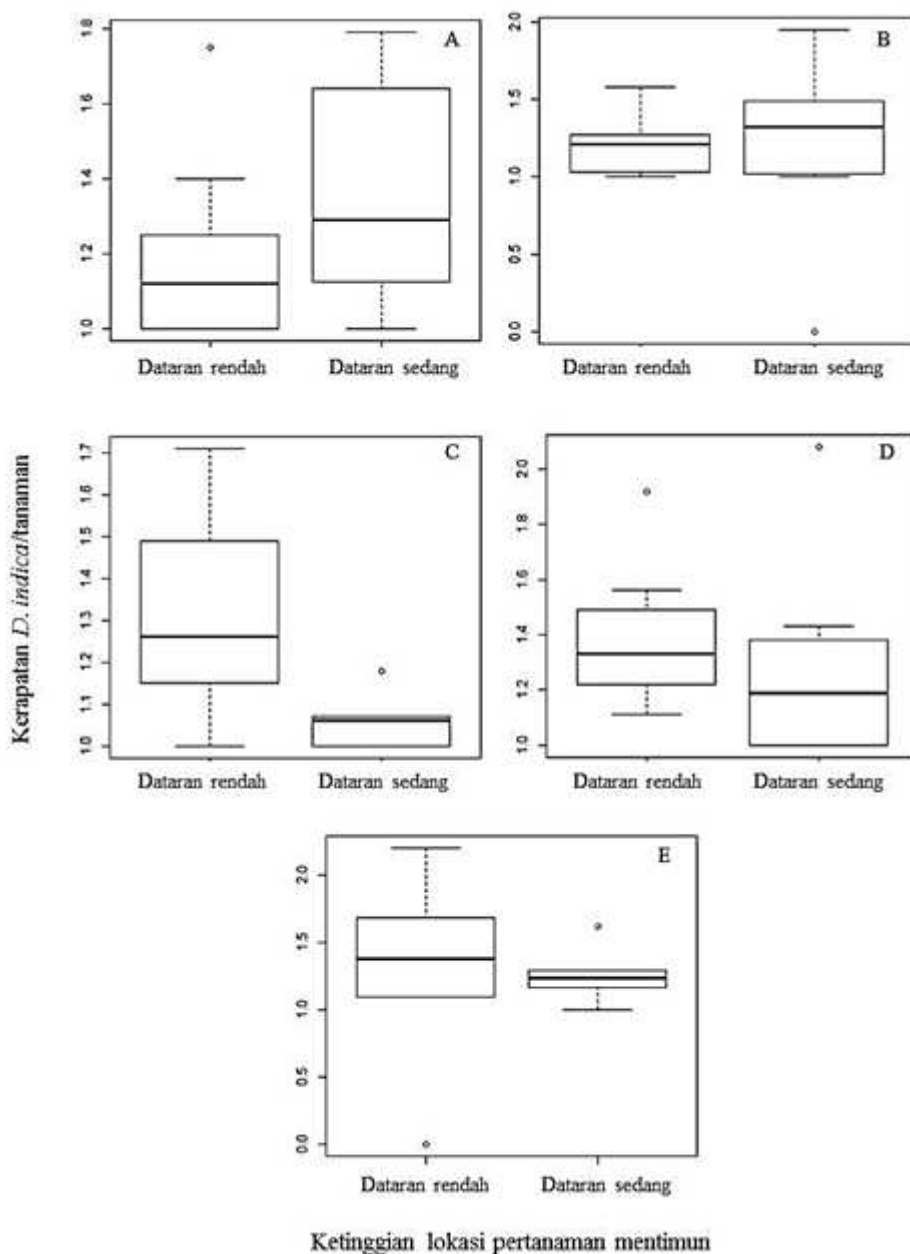 A
1.8
1.6
1.4
1.2
1.0
Dataran rendah
Dataran sedang
B
2.0
1.5
1.0
0.5
0.0
Dataran rendah
Dataran sedang
Kerapatan D. indica/tanaman
C
1.7
1.6
1.5
1.4
1.3
1.2
1.1
1.0
Dataran rendah
Dataran sedang
D
2.0
1.8
1.6
1.4
1.2
1.0
Dataran rendah
Dataran sedang
E
2.0
1.5
1.0
0.5
0.0
Dataran rendah
Dataran sedang
Ketinggian lokasi pertanaman mentimun